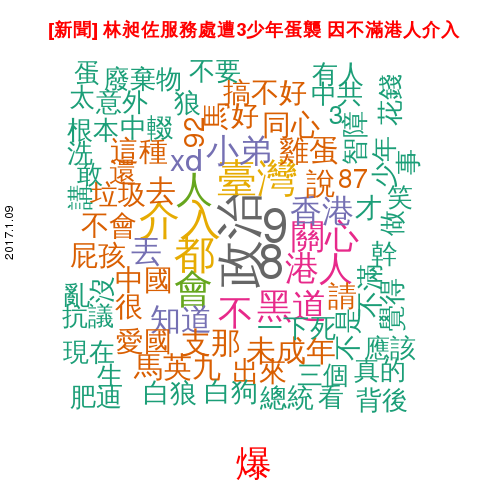 [新聞] 林昶佐服務處遭3少年蛋襲 因不滿港人介入
2017.1.09
蛋 廢棄物 不要 有人
太 意外 狼 搞不好 中共 花錢
根本 中輟 92 馬 好 同心 3 智障
洗 這種 xd 小弟 雞蛋 少年 事
敢 還 臺灣 說 87
講 垃圾 去 人 政治 香港 才 笑
不會 介入 98 關心 做
屁孩 丟 都 港人 幹
亂 沒 中國 會 黑道 請 不滿 覺得
抗議 很 知道 不 一下 死 是
愛國 支那 未成年 不 應該
現在 馬英九 出來 三個 真的
生
肥迪 白狼 白狗 總統 看 背後
爆